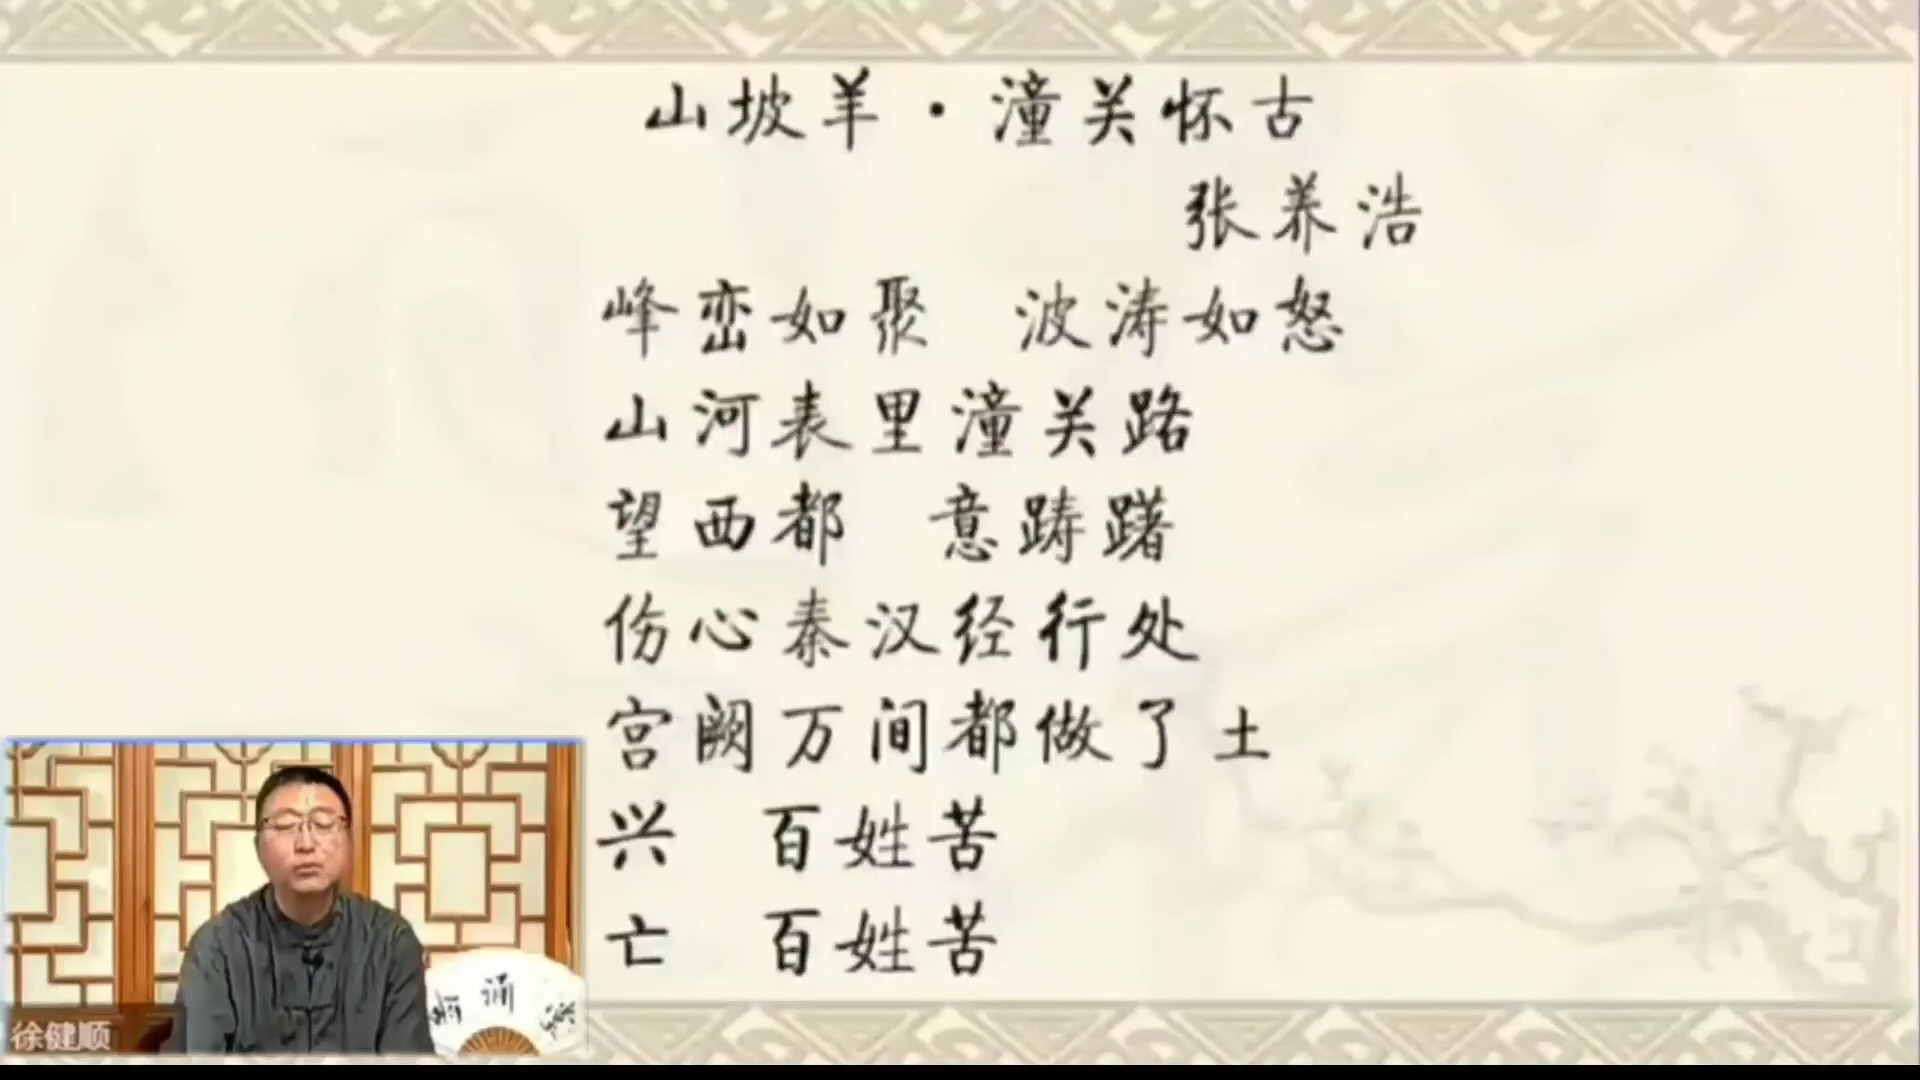 山坡羊·潼关怀古
张养浩
峰峦如聚 波涛如怒
山河表里潼关路
望西都 意踌躇
伤心秦汉经行处
宫阙万间都做了土
兴 百姓苦
亡 百姓苦
诵
徐健顺